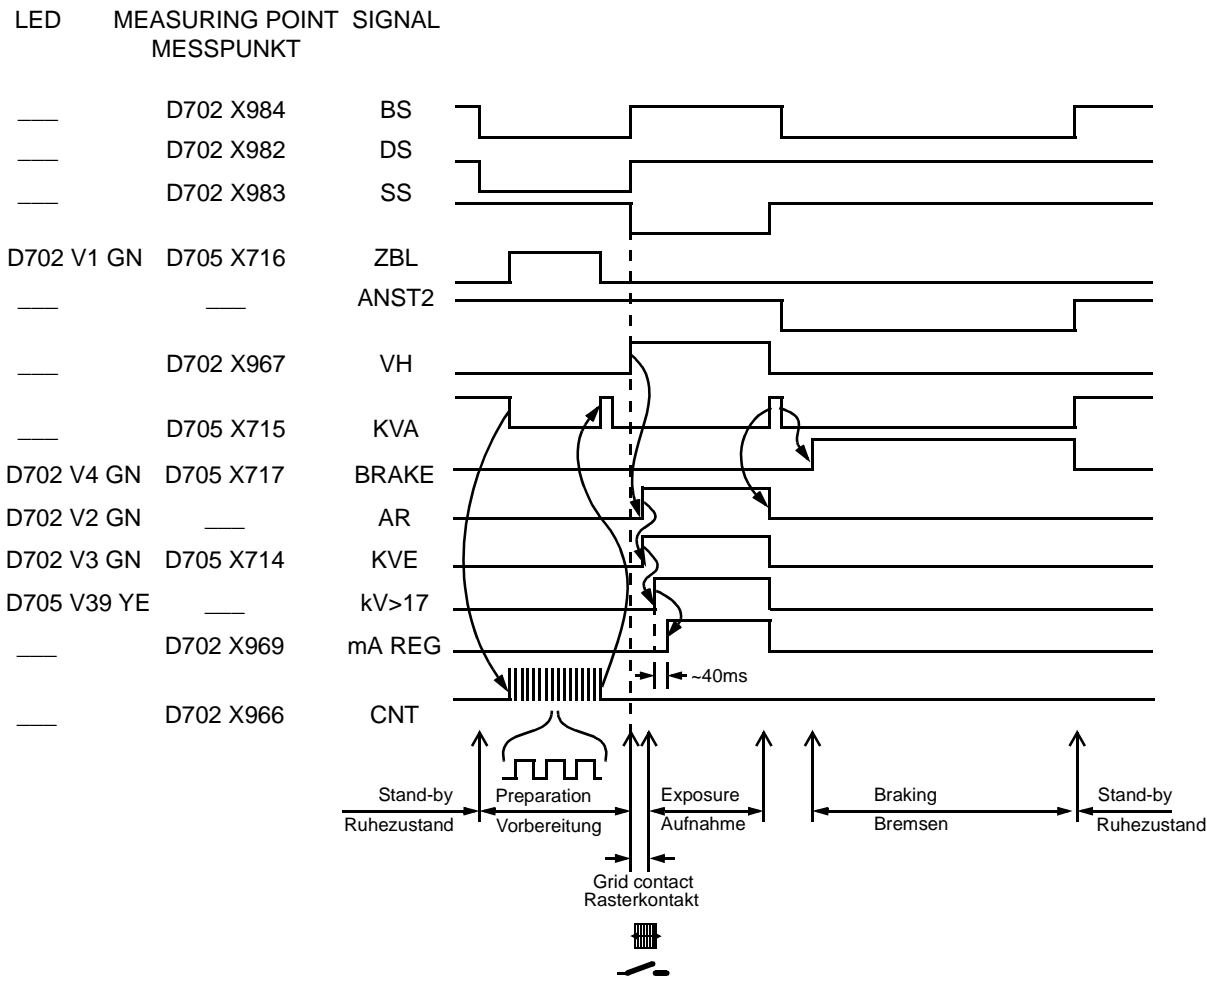 LED MEASURING POINT SIGNAL
MESSPUNKT
___ D702 X984 BS
___ D702 X982 DS
___ D702 X983 SS
D702 V1 GN D705 X716 ZBL
___ ___ ANST2
___ D702 X967 VH
___ D705 X715 KVA
D702 V4 GN D705 X717 BRAKE
D702 V2 GN ___ AR
D702 V3 GN D705 X714 KVE
D705 V39 YE ___ kV>17
___ D702 X969 mA REG
~40ms
___ D702 X966 CNT
Stand-by Preparation Exposure Braking Stand-by
Ruhezustand Vorbereitung Aufnahme Bremsen Ruhezustand
Grid contact
Rasterkontakt